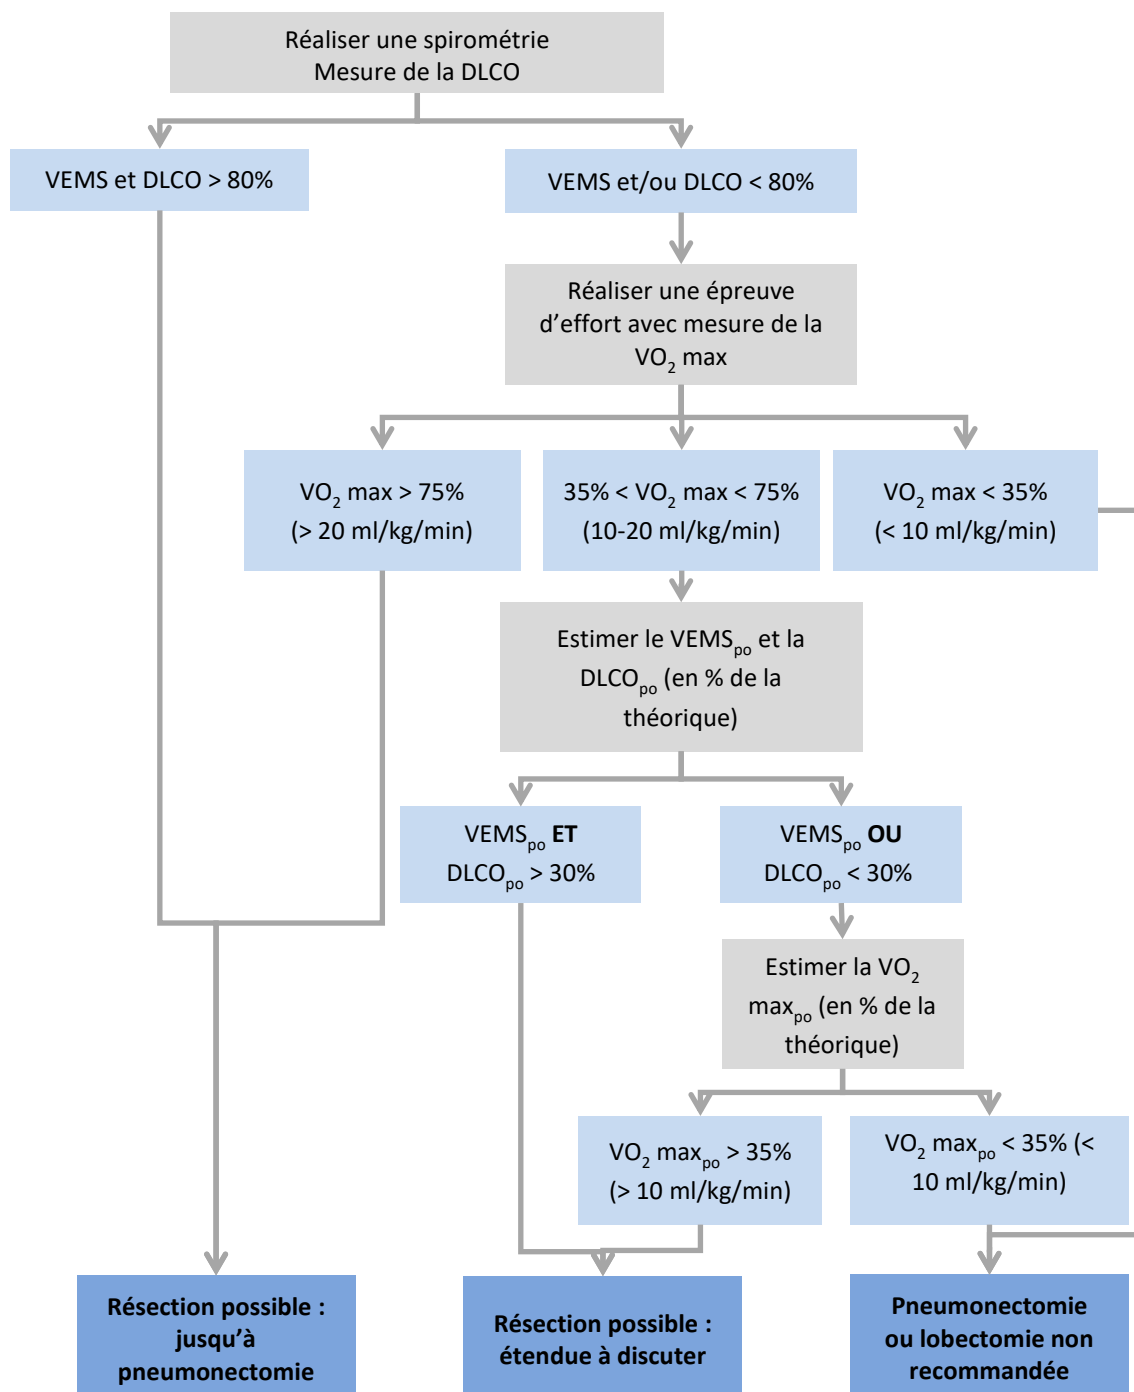 Réaliser une spirométrie
Mesure de la DLCO
VEMS et DLCO > 80%
VEMS et/ou DLCO < 80%
Réaliser une épreuve
d’effort avec mesure de la
VO₂ max
VO₂ max > 75%
(> 20 ml/kg/min)
35% < VO₂ max < 75%
(10-20 ml/kg/min)
VO₂ max < 35%
(< 10 ml/kg/min)
Estimer le VEMSpo et la
DLCOpo (en % de la
théorique)
VEMSpo ET
DLCOpo > 30%
VEMSpo OU
DLCOpo < 30%
Estimer la VO₂
maxpo (en % de la
théorique)
VO₂ maxpo > 35%
(> 10 ml/kg/min)
VO₂ maxpo < 35% (<
10 ml/kg/min)
Résection possible :
jusqu’à
pneumonectomie
Résection possible :
étendue à discuter
Pneumonectomie
ou lobectomie non
recommandée